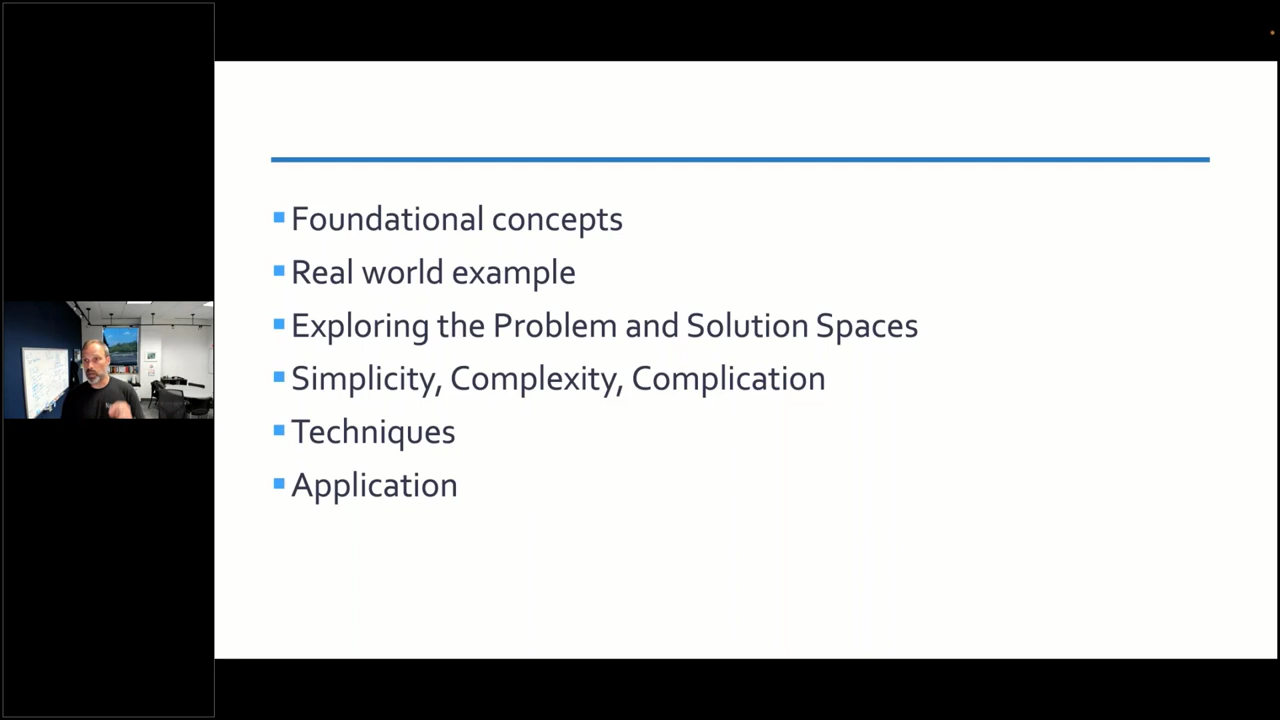 Foundational concepts
Real world example
Exploring the Problem and Solution Spaces
Simplicity, Complexity, Complication
Techniques
Application